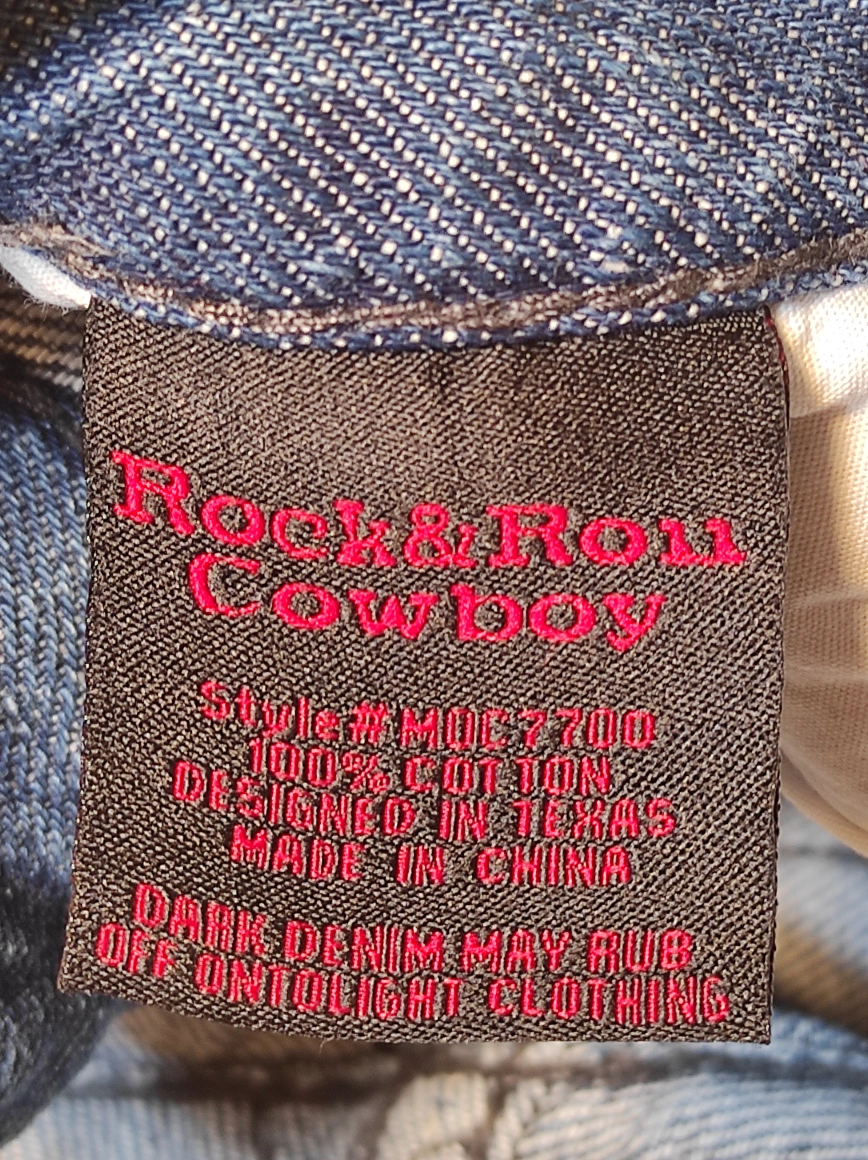 Rock&Roll
Cowboy
Style#MOC7700
100% COTTON
DESIGNED IN TEXAS
MADE IN CHINA
DARK DENIM MAY RUB
OFF ONTOLIGHT CLOTHING